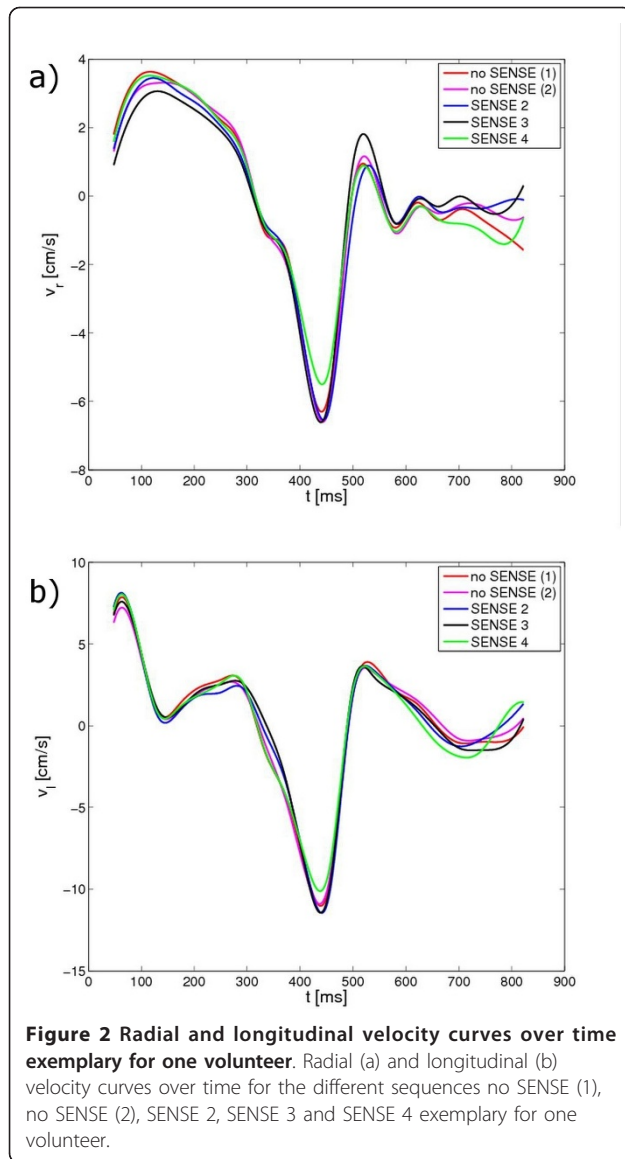 a)
4
2
0
-2
-4
-6
-8
v_r [cm/s]
no SENSE (1)
no SENSE (2)
SENSE 2
SENSE 3
SENSE 4
0 100 200 300 400 500 600 700 800 900
t [ms]
b)
10
5
0
-5
-10
-15
v_l [cm/s]
no SENSE (1)
no SENSE (2)
SENSE 2
SENSE 3
SENSE 4
0 100 200 300 400 500 600 700 800 900
t [ms]
Figure 2 Radial and longitudinal velocity curves over time
exemplary for one volunteer. Radial (a) and longitudinal (b)
velocity curves over time for the different sequences no SENSE (1),
no SENSE (2), SENSE 2, SENSE 3 and SENSE 4 exemplary for one
volunteer.